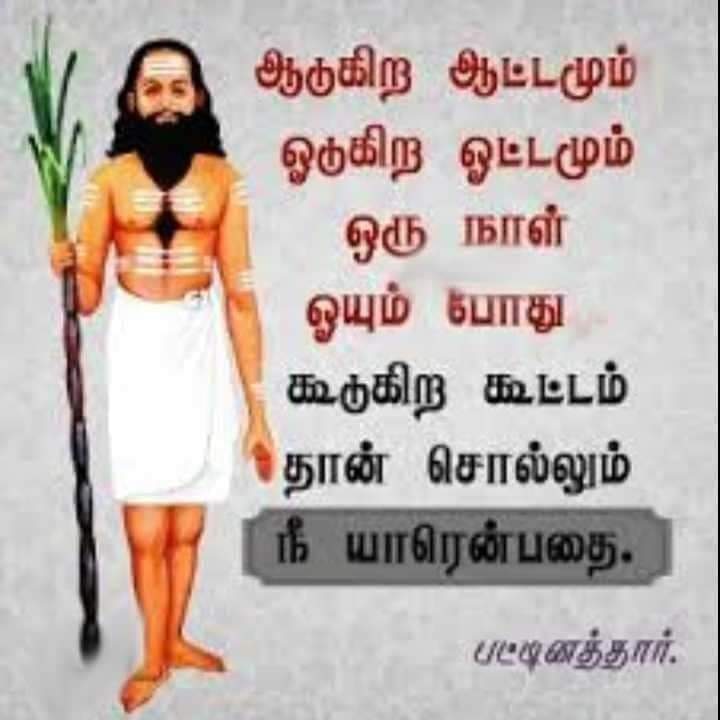 ஆடுகிற ஆட்டமும்
ஓடுகிற ஓட்டமும்
ஒரு நாள்
ஓயும் போது
கூடுகிற கூட்டம்
தான் சொல்லும்
நீ யாரென்பதை.
பட்டினத்தார்.